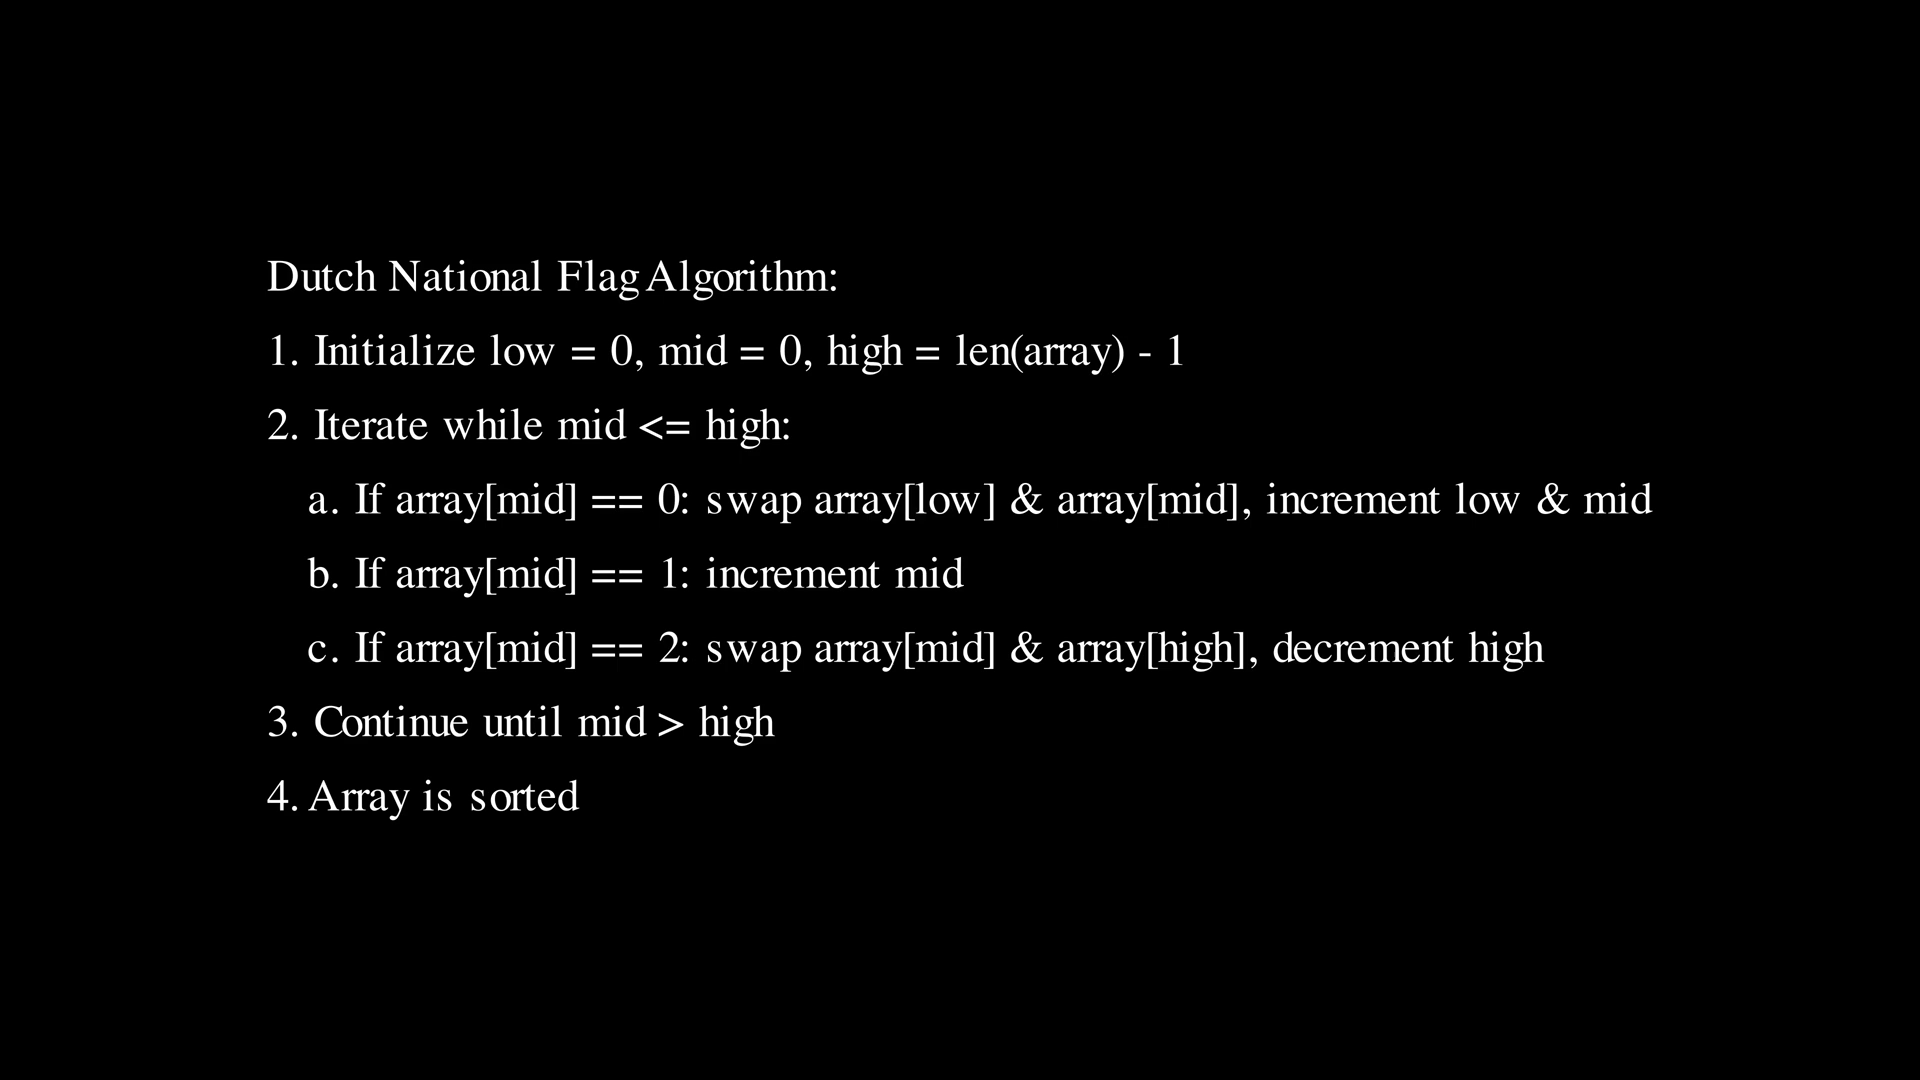 Dutch National Flag Algorithm:
1. Initialize low = 0, mid = 0, high = len(array) - 1
2. Iterate while mid <= high:
a. If array[mid] == 0: swap array[low] & array[mid], increment low & mid
b. If array[mid] == 1: increment mid
c. If array[mid] == 2: swap array[mid] & array[high], decrement high
3. Continue until mid > high
4. Array is sorted